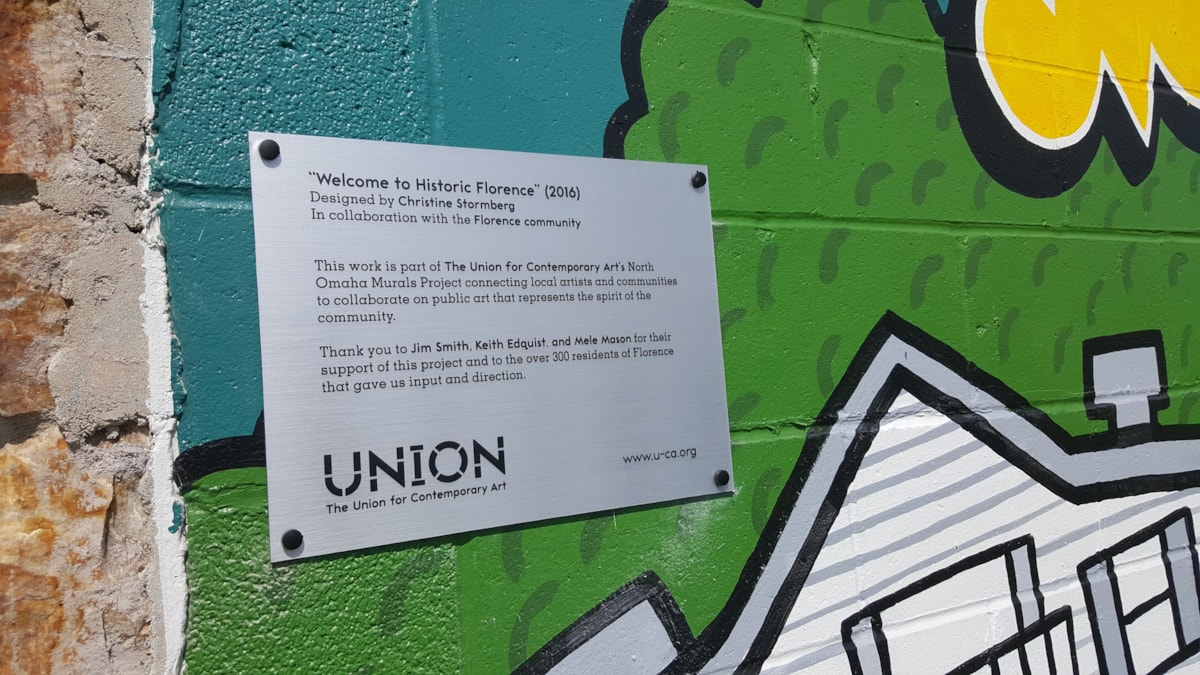 "Welcome to Historic Florence" (2016)
Designed by Christine Stormberg
In collaboration with the Florence community
This work is part of The Union for Contemporary Art's North
Omaha Murals Project connecting local artists and communities
to collaborate on public art that represents the spirit of the
community.
Thank you to Jim Smith, Keith Edquist, and Mele Mason for their
support of this project and to the over 300 residents of Florence
that gave us input and direction.
UNION
The Union for Contemporary Art
www.u-ca.org